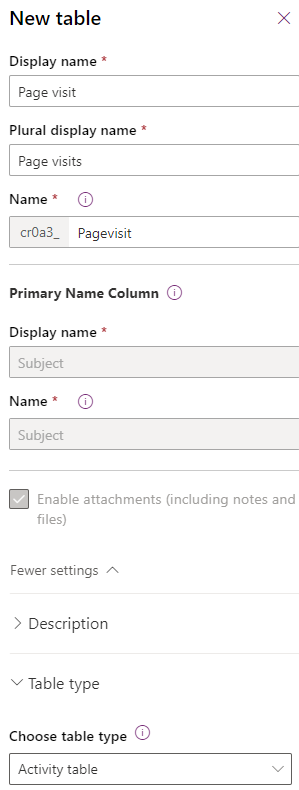 New table
Display name *
Page visit
Plural display name *
Page visits
Name *
cr0a3_ Pagevisit
Primary Name Column
Display name *
Subject
Name *
Subject
Enable attachments (including notes and
files)
Fewer settings
Description
Table type
Choose table type
Activity table